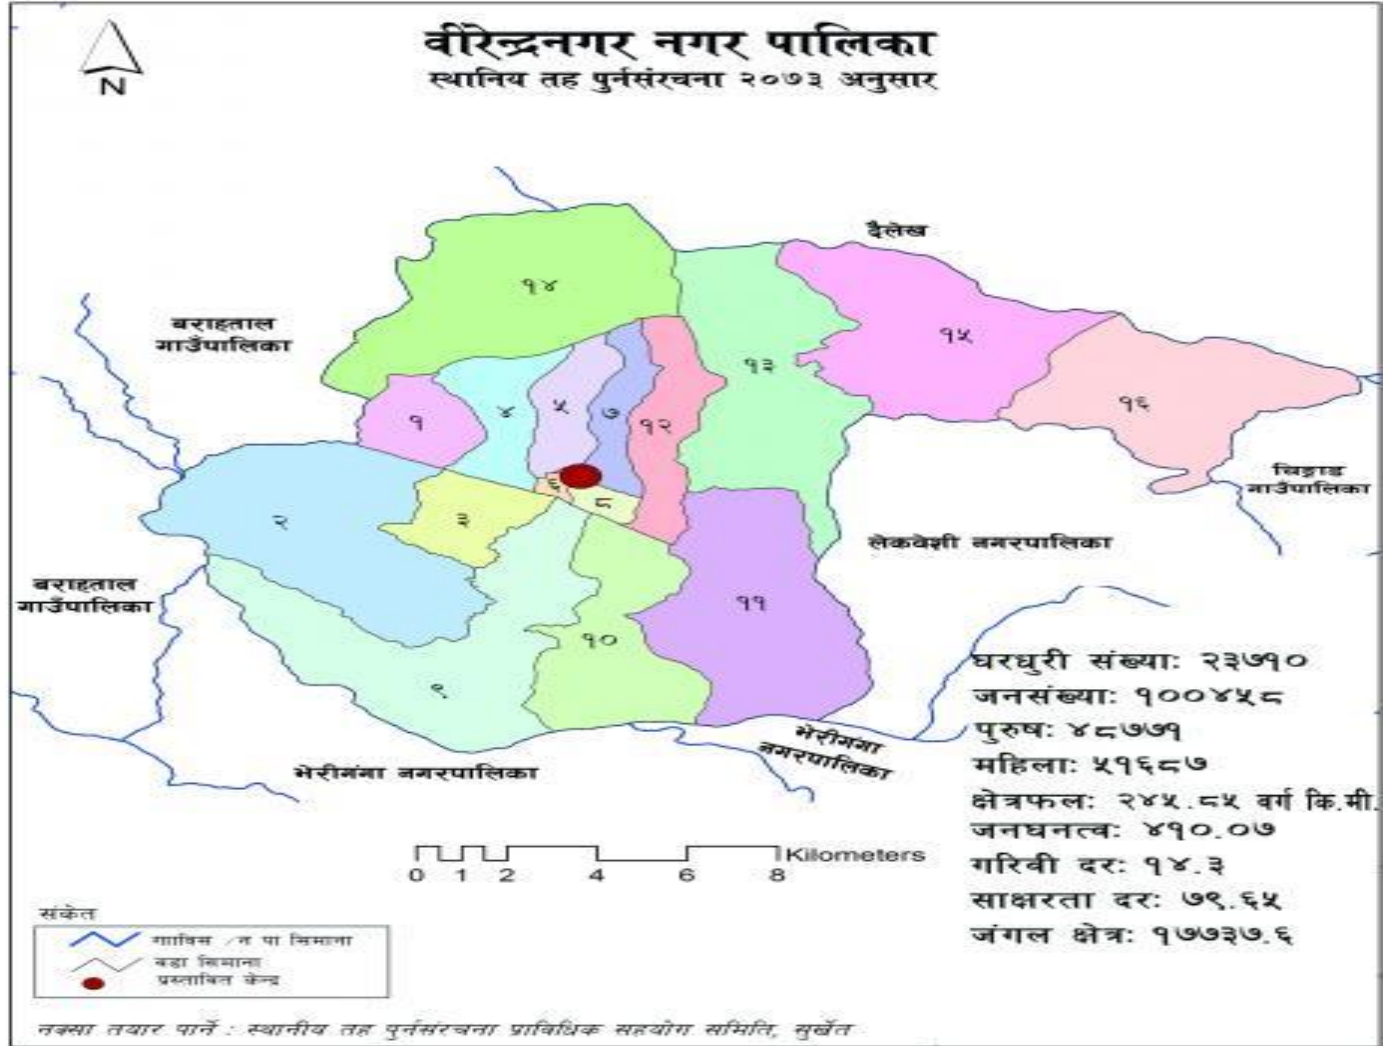 वीरेन्द्रनगर नगर पालिका
स्थानिय तह पुर्नसंरचना २०७३ अनुसार
N
दैलेख
१४
बराहताल
गाउँपालिका
१५
१३
१६
५
७
४
१
१२
चिङ्गाड
गाउँपालिका
६
८
३
२
लेकवेशी नगरपालिका
बराहताल
गाउँपालिका
११
१०
९
भेरीगंगा
नगरपालिका
भेरीगंगा नगरपालिका
घरधुरी संख्या: २३७१०
जनसंख्या: १००४५८
पुरुष: ४८७७१
महिला: ५१६८७
क्षेत्रफल: २४५.८५ वर्ग कि.मी.
जनघनत्व: ४१०.०७
गरिवी दर: १४.३
साक्षरता दर: ७९.६५
जंगल क्षेत्र: १७७३७.६
Kilometers
0 1 2 4 6 8
संकेत
गाविस /न पा सिमाना
वडा सिमाना
प्रस्तावित केन्द्र
नक्सा तयार पार्ने : स्थानीय तह पुर्नसंरचना प्राविधिक सहयोग समिति, सुर्खेत